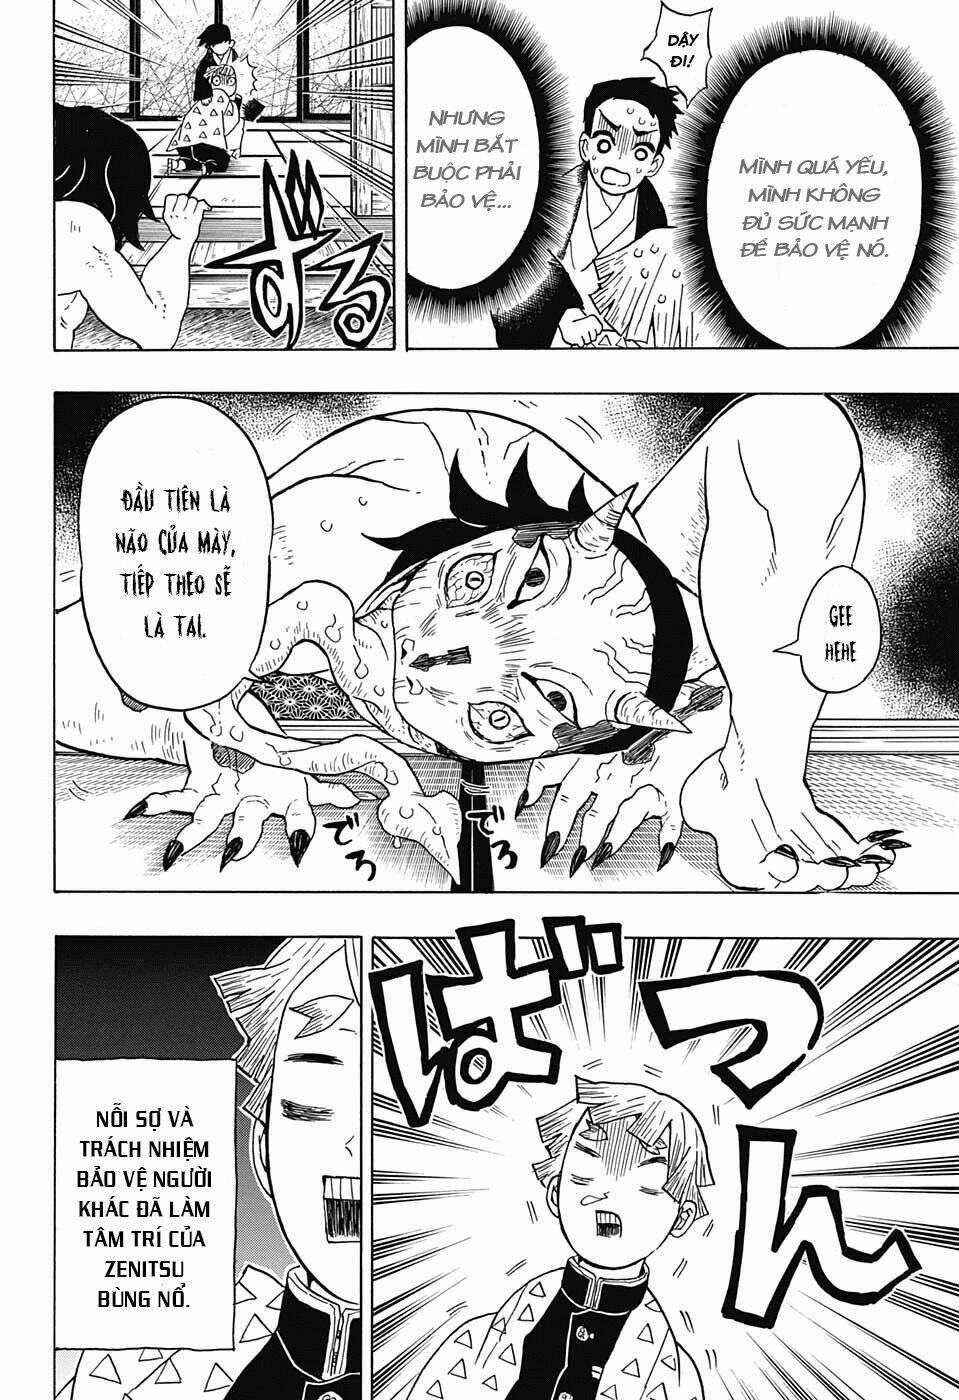 DẬY
ĐI!
MÌNH QUÁ YẾU,
MÌNH KHÔNG
ĐỦ SỨC MẠNH
ĐỂ BẢO VỆ NÓ.
NHƯNG
MÌNH BẮT
BUỘC PHẢI
BẢO VỆ...
ずる
GEE
HEHE
ĐẦU TIÊN LÀ
NÃO CỦA MÀY,
TIẾP THEO SẼ
LÀ TAI.
でろ
でろ
ばつん
NỖI SỢ VÀ
TRÁCH NHIỆM
BẢO VỆ NGƯỜI
KHÁC ĐÃ LÀM
TÂM TRÍ CỦA
ZENITSU
BÙNG NỔ.